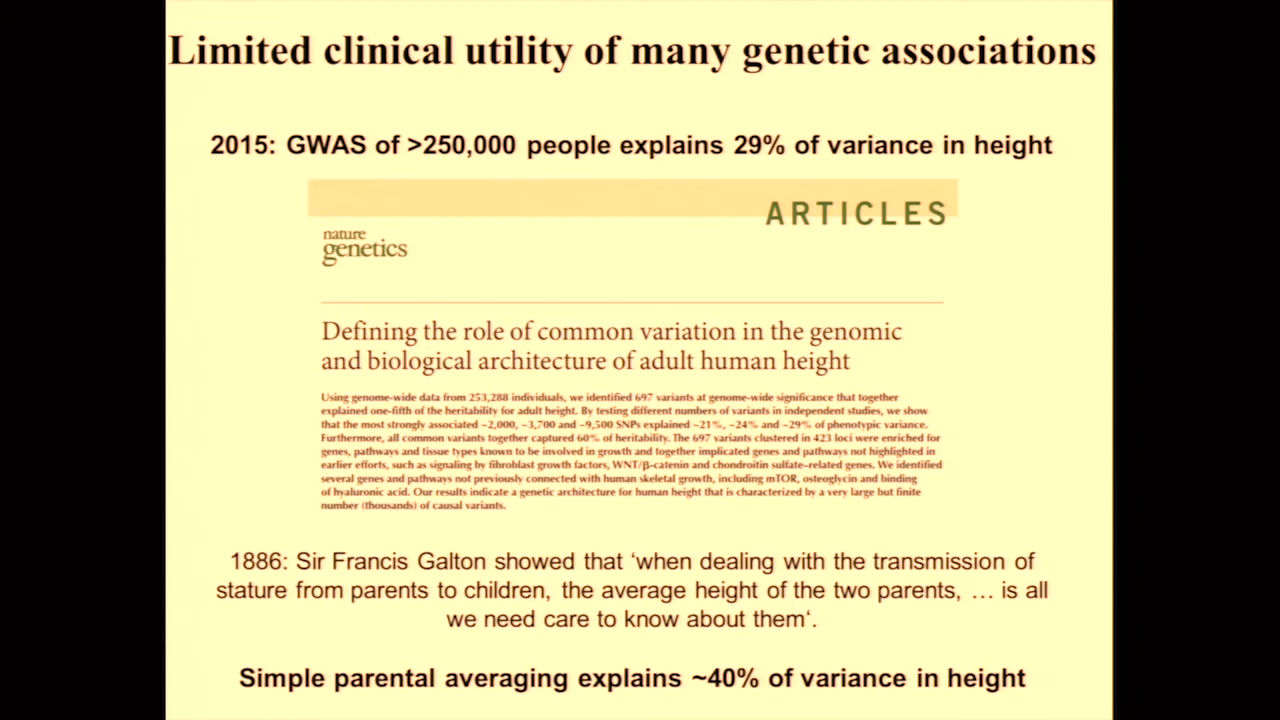 Limited clinical utility of many genetic associations
2015: GWAS of >250,000 people explains 29% of variance in height
ARTICLES
nature
genetics
Defining the role of common variation in the genomic
and biological architecture of adult human height
Using genome-wide data from 253,288 individuals, we identified 697 variants at genome-wide significance that together
explained one-fifth of the heritability for adult height. By testing different numbers of variants in independent studies, we show
that the most strongly associated ~2,000, ~3,700 and ~9,500 SNPs explained ~21%, ~24% and ~29% of phenotypic variance.
Furthermore, all common variants together captured 60% of heritability. The 697 variants clustered in 423 loci were enriched for
genes, pathways and tissue types known to be involved in growth and together implicated genes and pathways not highlighted in
earlier efforts, such as signaling by fibroblast growth factors, WNT/β-catenin and chondroitin sulfate–related genes. We identified
several genes and pathways not previously connected with human skeletal growth, including mTOR, osteoglycin and binding
of hyaluronic acid. Our results indicate a genetic architecture for human height that is characterized by a very large but finite
number (thousands) of causal variants.
1886: Sir Francis Galton showed that ‘when dealing with the transmission of
stature from parents to children, the average height of the two parents, … is all
we need care to know about them‘.
Simple parental averaging explains ~40% of variance in height